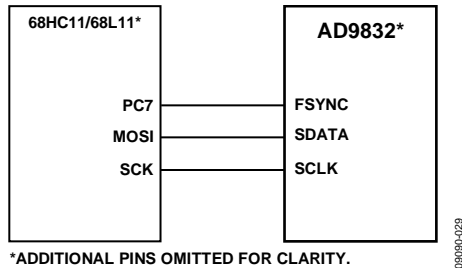 68HC11/68L11*
AD9832*
PC7
FSYNC
MOSI
SDATA
SCK
SCLK
*ADDITIONAL PINS OMITTED FOR CLARITY.
09090-029